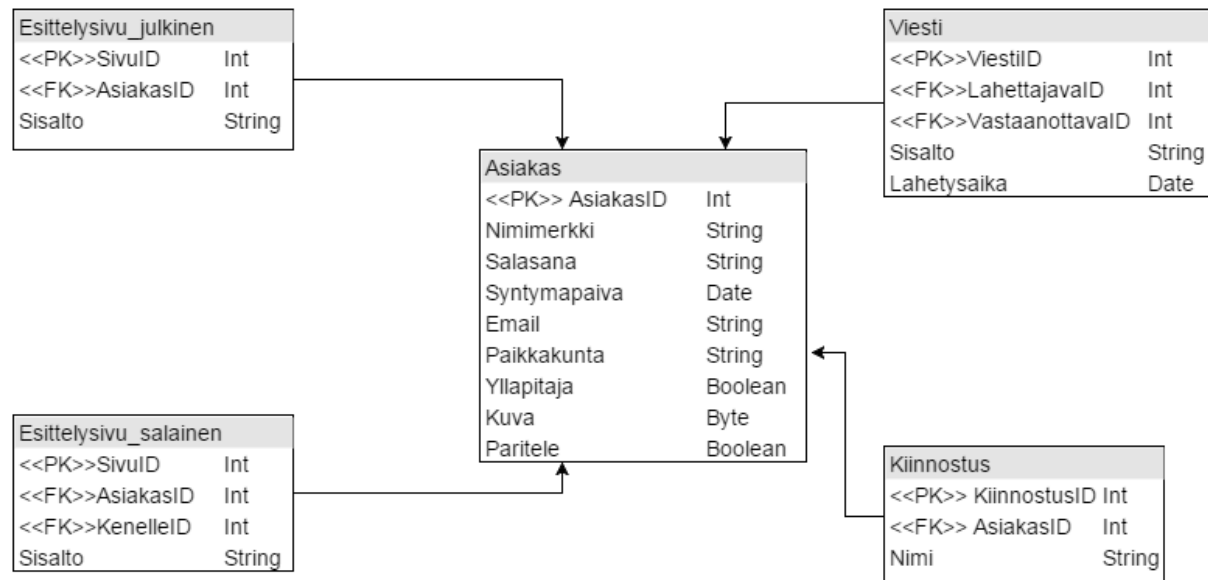 Esittelysivu_julkinen
<<PK>>SivuID Int
<<FK>>AsiakasID Int
Sisalto String
Viesti
<<PK>>ViestiID Int
<<FK>>LahettajavaID Int
<<FK>>VastaanottavaID Int
Sisalto String
Lahetysaika Date
Asiakas
<<PK>> AsiakasID Int
Nimimerkki String
Salasana String
Syntymapaiva Date
Email String
Paikkakunta String
Yllapitaja Boolean
Kuva Byte
Paritele Boolean
Esittelysivu_salainen
<<PK>>SivuID Int
<<FK>>AsiakasID Int
<<FK>>KenelleID Int
Sisalto String
Kiinnostus
<<PK>> KiinnostusID Int
<<FK>> AsiakasID Int
Nimi String